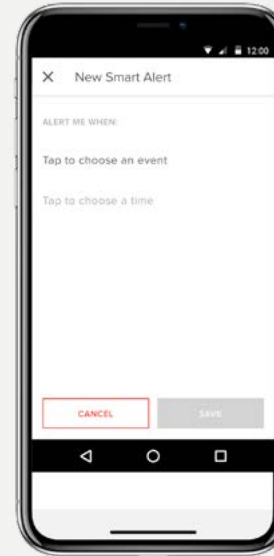 12:00
New Smart Alert
ALERT ME WHEN:
Tap to choose an event
Tap to choose a time
CANCEL SAVE